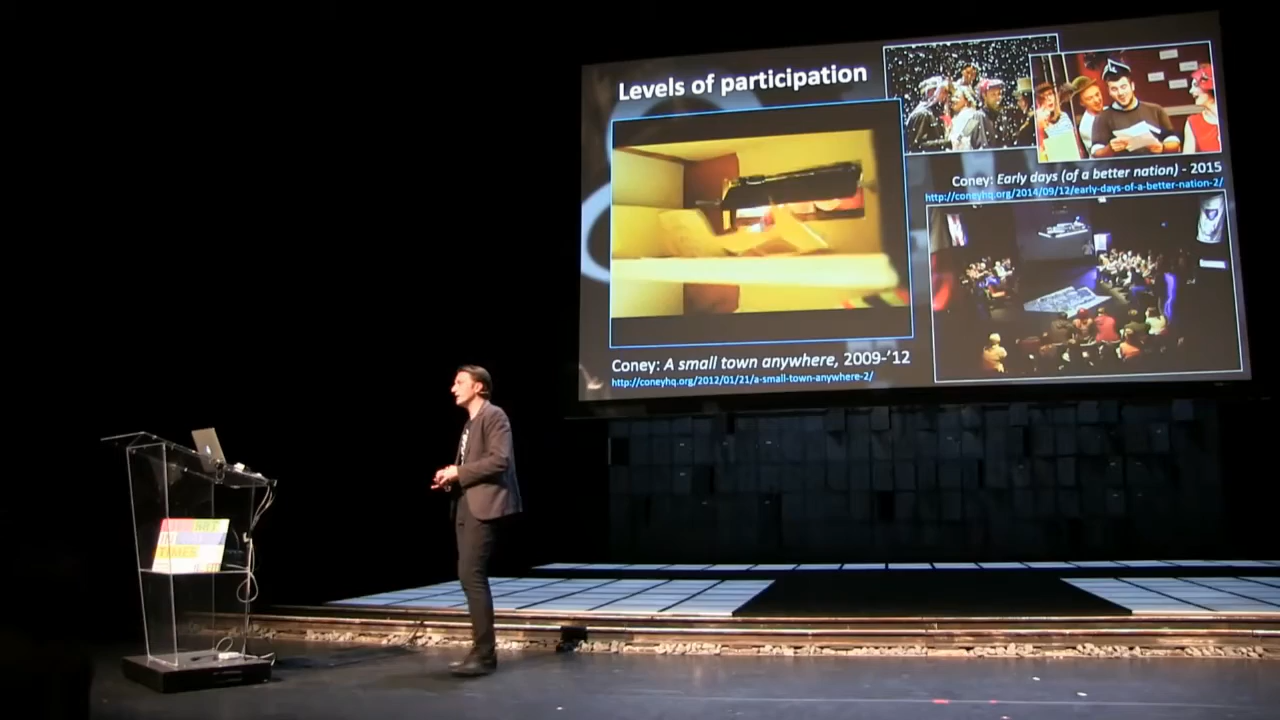 Levels of participation
Coney: Early days (of a better nation) - 2015
http://coneyhq.org/2014/09/12/early-days-of-a-better-nation-2/
Coney: A small town anywhere, 2009-’12
http://coneyhq.org/2012/01/21/a-small-town-anywhere-2/
TIMES